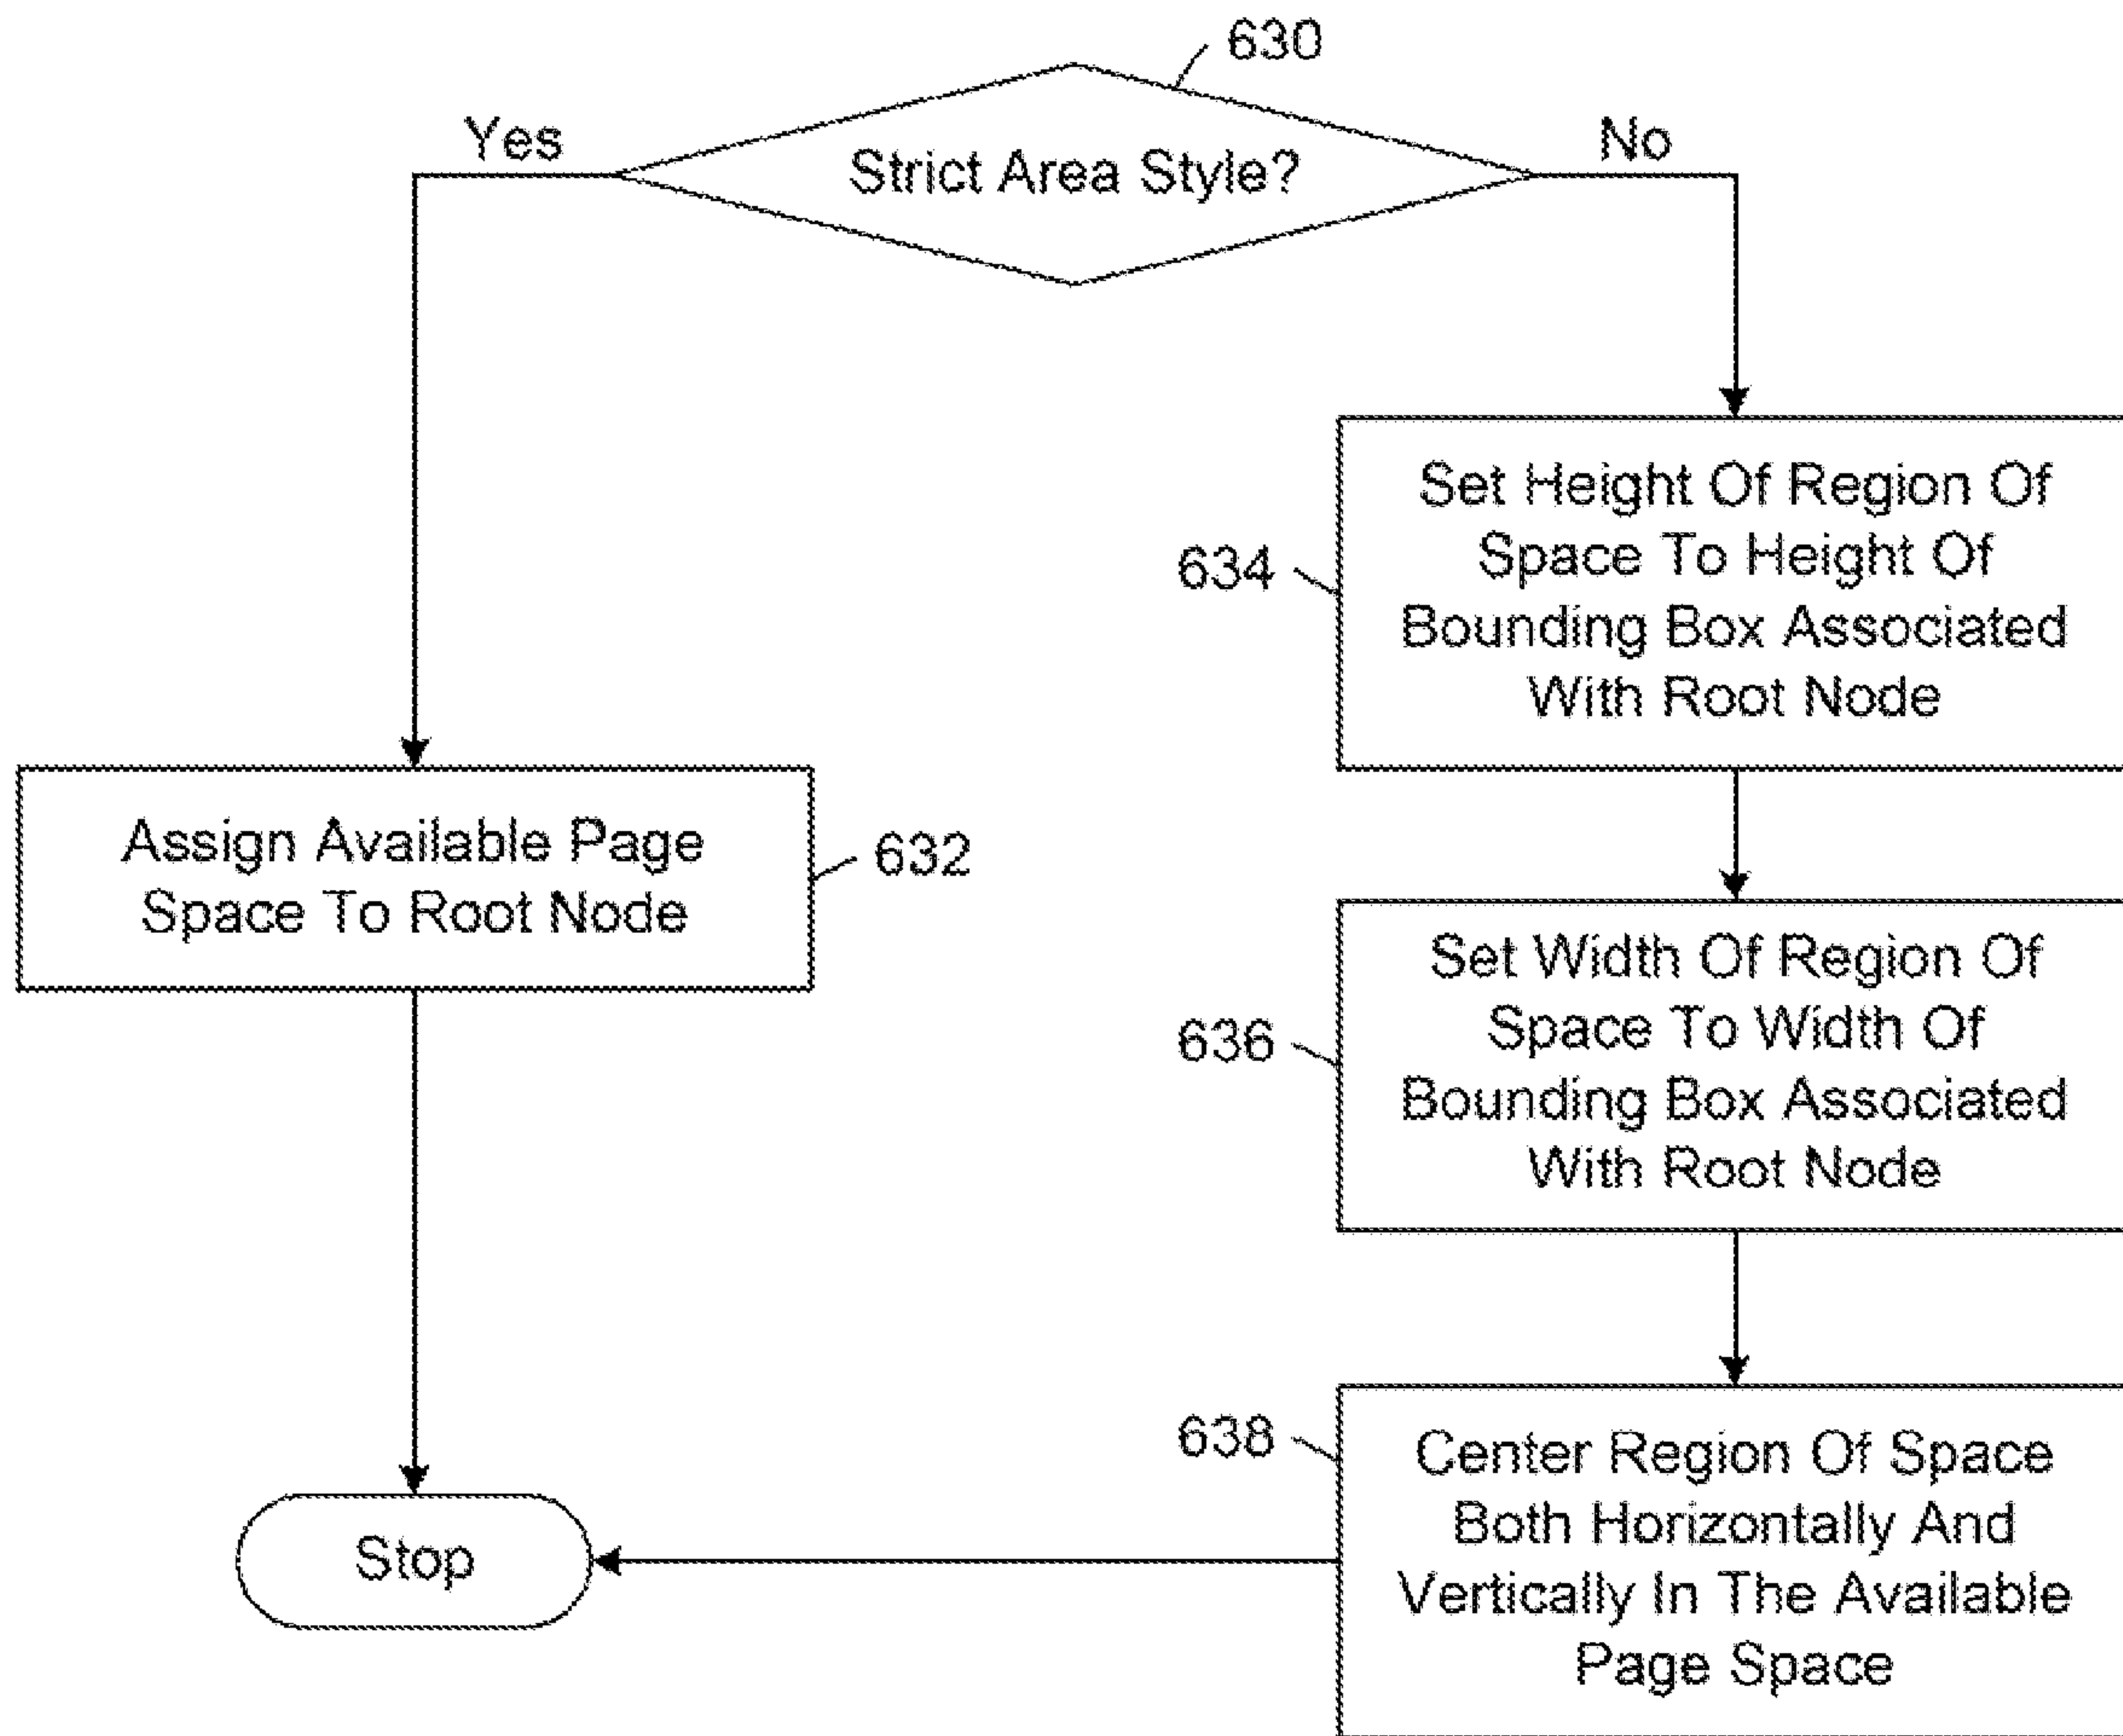 630
Yes
No
Strict Area Style?
634
Set Height Of Region Of
Space To Height Of
Bounding Box Associated
With Root Node
Assign Available Page
Space To Root Node
632
636
Set Width Of Region Of
Space To Width Of
Bounding Box Associated
With Root Node
638
Center Region Of Space
Both Horizontally And
Vertically In The Available
Page Space
Stop